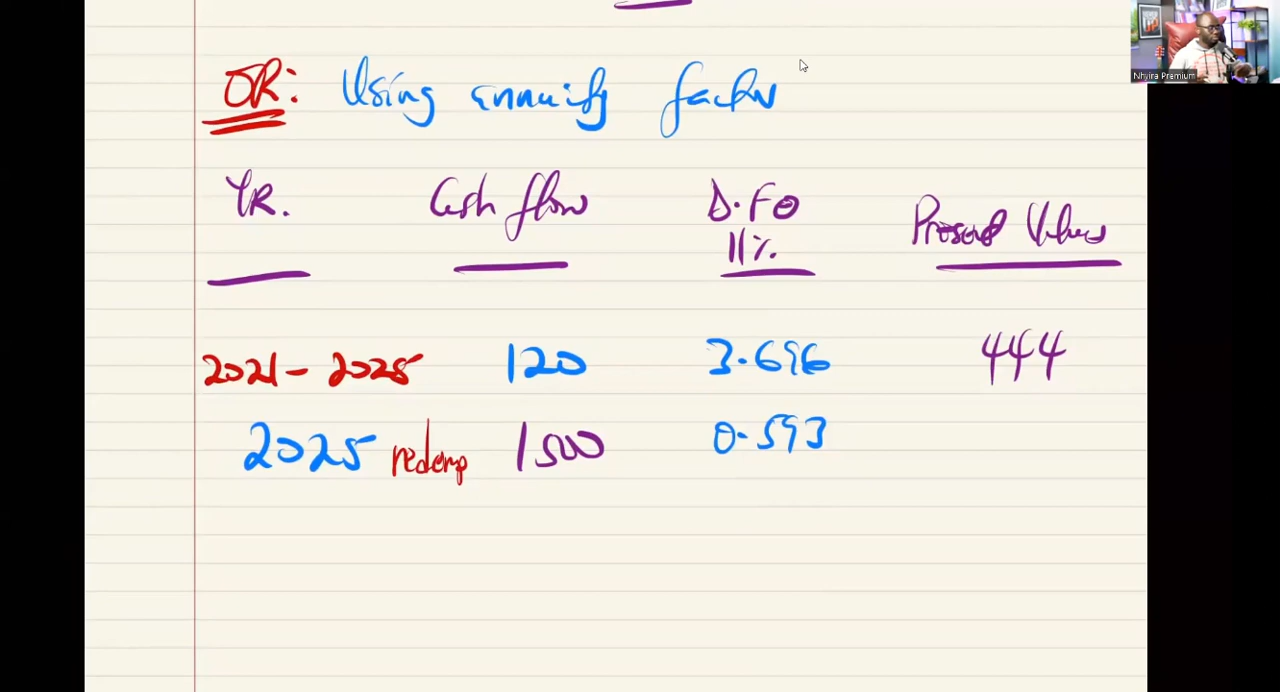 Nhyira Premium
OR: Using annuity factor
YR. Cash flow D.F@ 11% Present Values
2021 - 2025 120 3.696 444
2025 redemp 1500 0.593